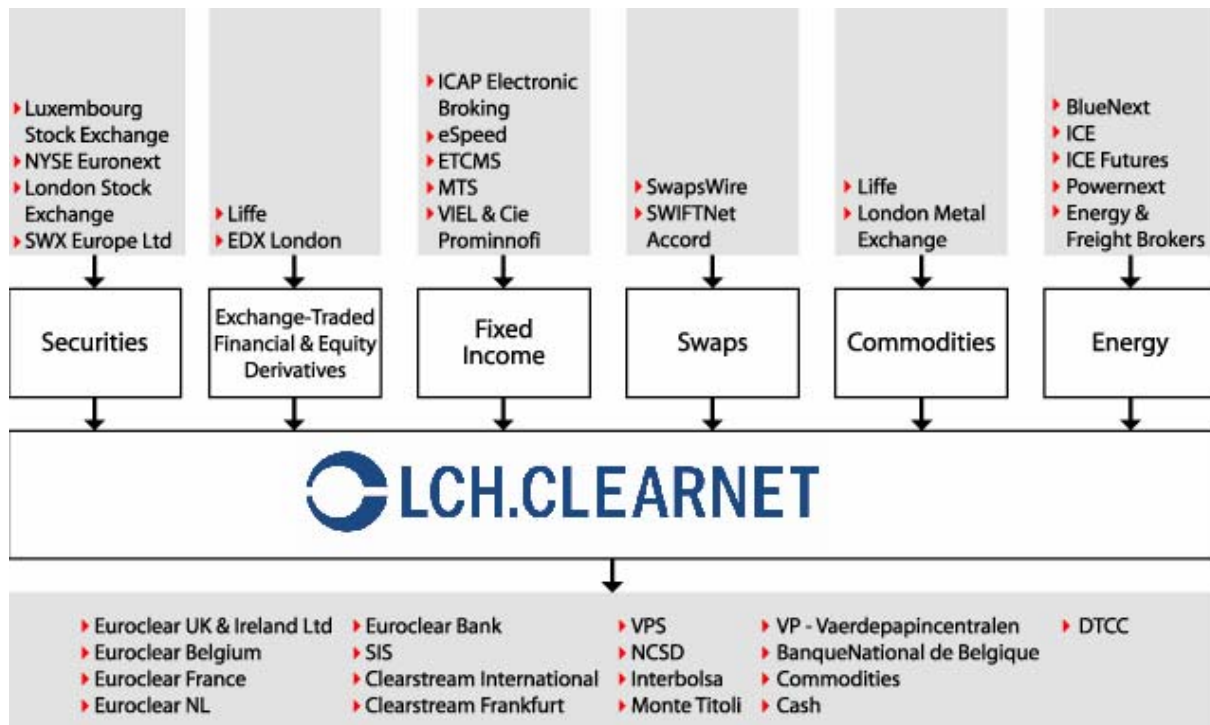 Luxembourg
Stock Exchange
NYSE Euronext
London Stock
Exchange
SWX Europe Ltd
Liffe
EDX London
ICAP Electronic
Broking
eSpeed
ETCMS
MTS
VIEL & Cie
Prominnofi
SwapsWire
SWIFTNet
Accord
Liffe
London Metal
Exchange
BlueNext
ICE
ICE Futures
Powernext
Energy &
Freight Brokers
Securities
Exchange-Traded
Financial & Equity
Derivatives
Fixed
Income
Swaps
Commodities
Energy
LCH.CLEARNET
Euroclear UK & Ireland Ltd
Euroclear Belgium
Euroclear France
Euroclear NL
Euroclear Bank
SIS
Clearstream International
Clearstream Frankfurt
VPS
NCSD
Interbolsa
Monte Titoli
VP - Vaerdepapincentralen
BanqueNational de Belgique
Commodities
Cash
DTCC